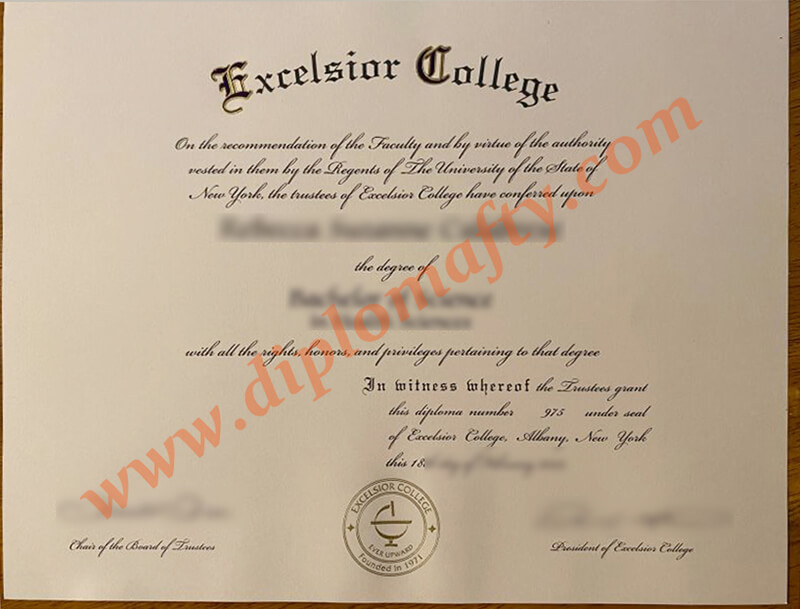 Excelsior College
On the recommendation of the Faculty and by virtue of the authority
vested in them by the Regents of The University of the State of
New York, the trustees of Excelsior College have conferred upon
the degree of
Bachelor of Science
with all the rights, honors, and privileges pertaining to that degree
In witness whereof the Trustees grant
this diploma number 975 under seal
of Excelsior College, Albany, New York
this 18
EXCELSIOR COLLEGE
EVER UPWARD
Founded in 1971
Chair of the Board of Trustees
President of Excelsior College
www.diplomafty.com